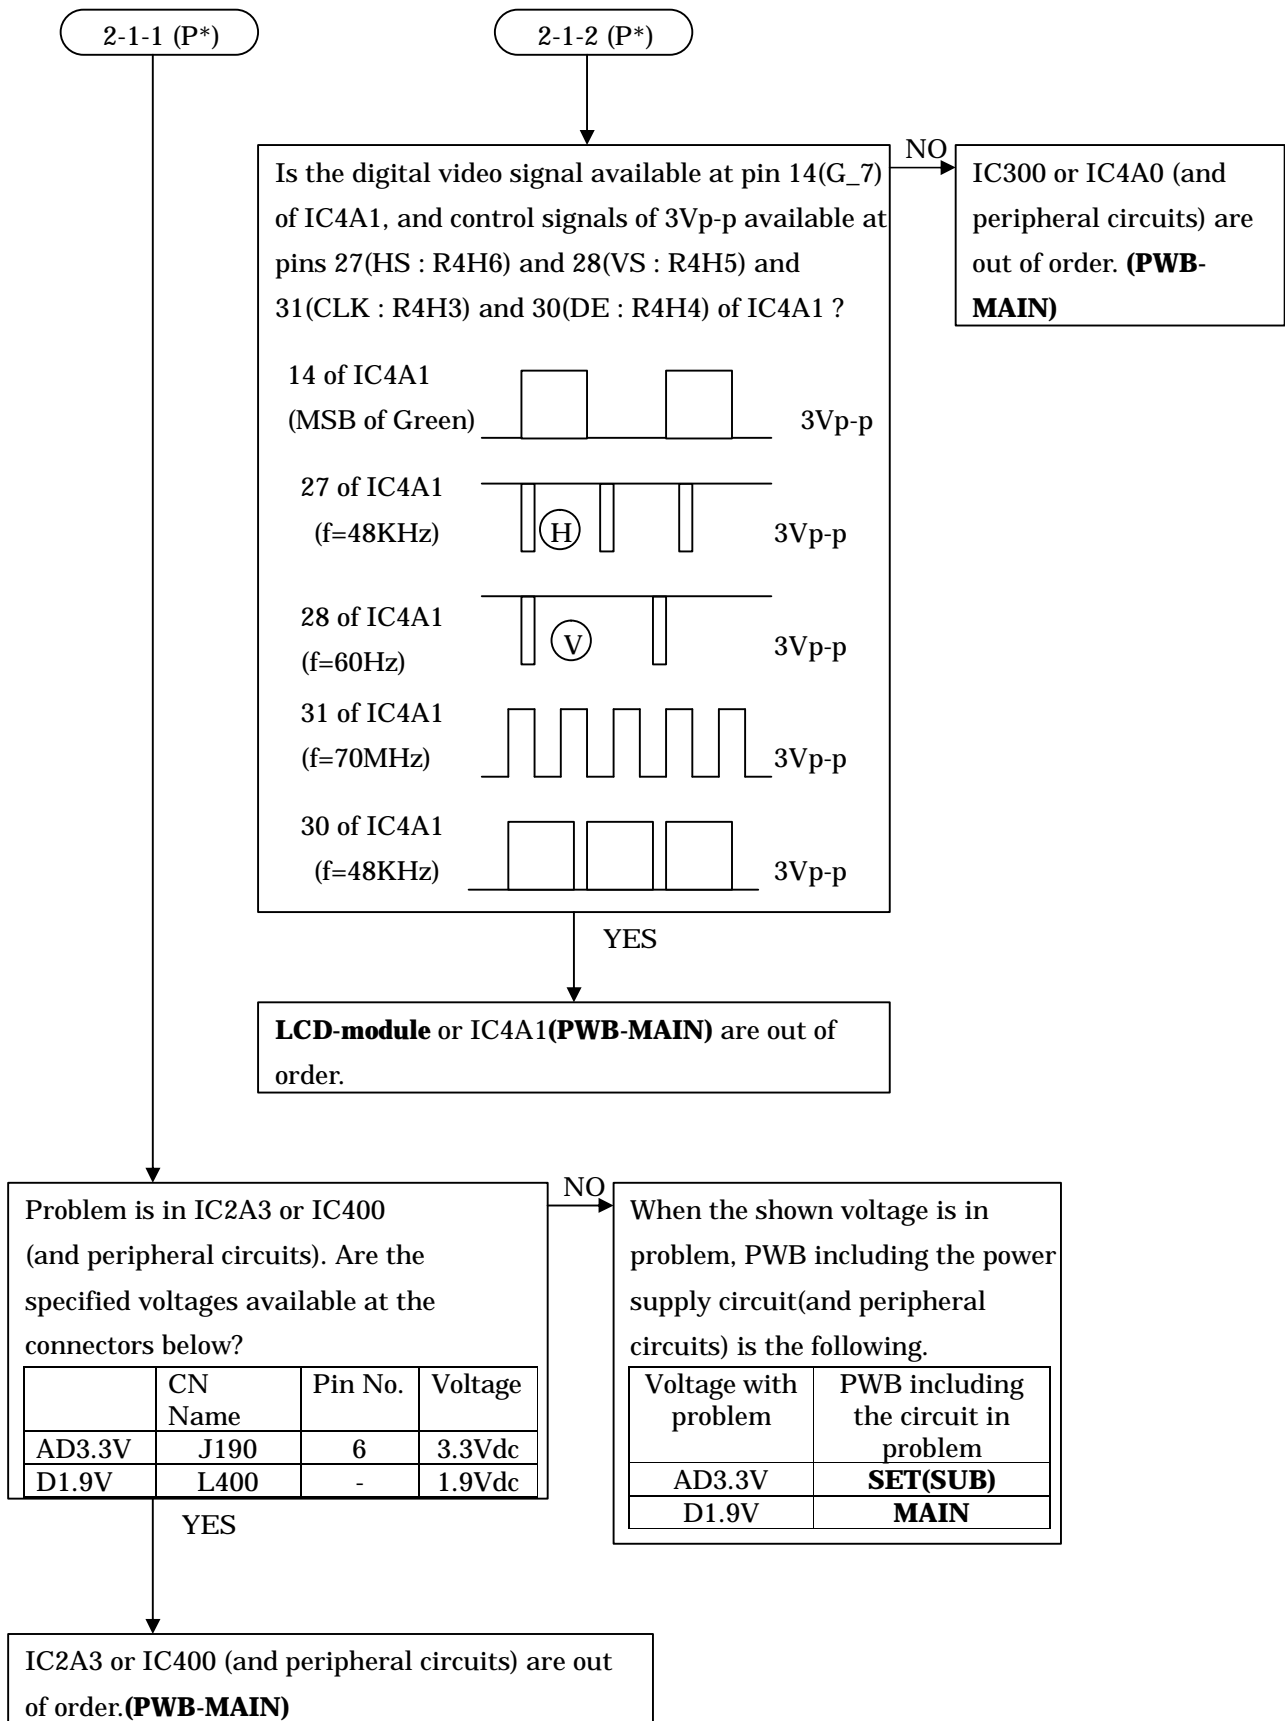 2-1-1 (P*)
2-1-2 (P*)
Is the digital video signal available at pin 14(G_7)
of IC4A1, and control signals of 3Vp-p available at
pins 27(HS : R4H6) and 28(VS : R4H5) and
31(CLK : R4H3) and 30(DE : R4H4) of IC4A1 ?
NO
IC300 or IC4A0 (and
peripheral circuits) are
out of order. (PWB-
MAIN)
14 of IC4A1
(MSB of Green)
3Vp-p
27 of IC4A1
(f=48KHz)
H
3Vp-p
28 of IC4A1
(f=60Hz)
V
3Vp-p
31 of IC4A1
(f=70MHz)
3Vp-p
30 of IC4A1
(f=48KHz)
3Vp-p
YES
LCD-module or IC4A1(PWB-MAIN) are out of
order.
Problem is in IC2A3 or IC400
(and peripheral circuits). Are the
specified voltages available at the
connectors below?
CN Pin No. Voltage
Name
AD3.3V J190 6 3.3Vdc
D1.9V L400 - 1.9Vdc
NO
When the shown voltage is in
problem, PWB including the power
supply circuit(and peripheral
circuits) is the following.
Voltage with PWB including
problem the circuit in
problem
AD3.3V SET(SUB)
D1.9V MAIN
YES
IC2A3 or IC400 (and peripheral circuits) are out
of order.(PWB-MAIN)